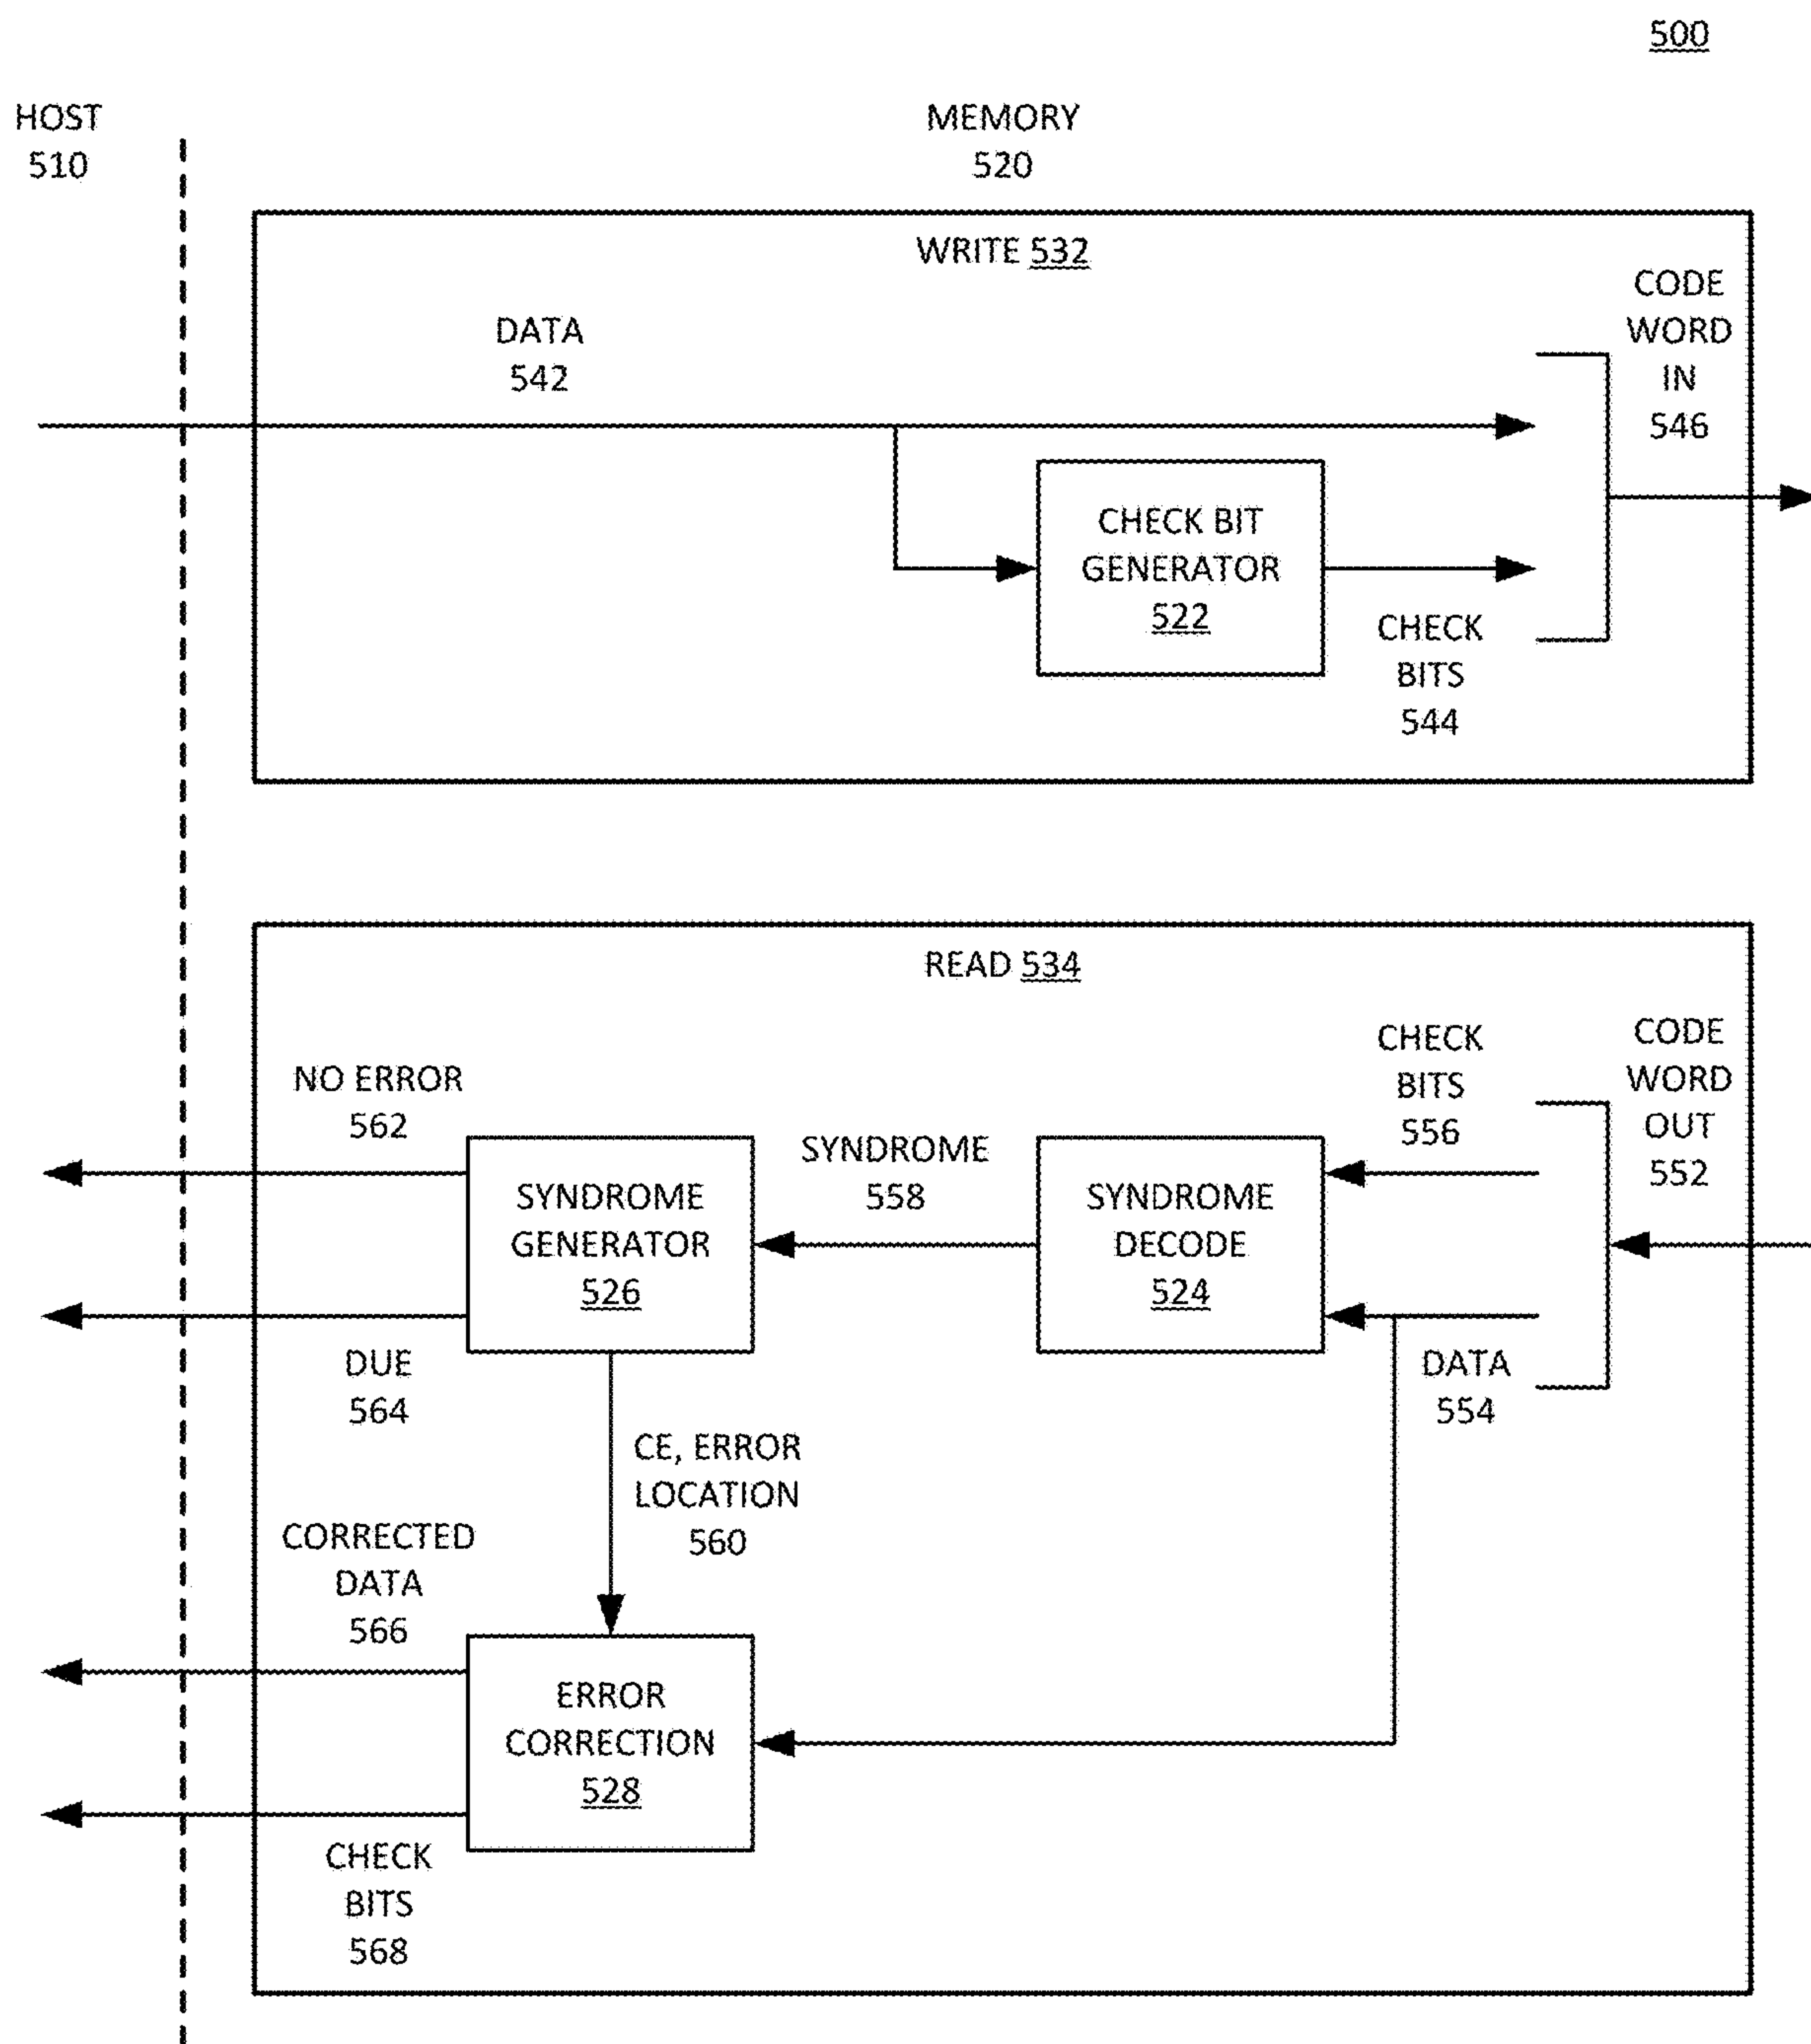 500
HOST
510
MEMORY
520
WRITE 532
DATA
542
CODE
WORD
IN
546
CHECK BIT
GENERATOR
522
CHECK
BITS
544
READ 534
NO ERROR
562
SYNDROME
GENERATOR
526
SYNDROME
558
SYNDROME
DECODE
524
CHECK
BITS
556
CODE
WORD
OUT
552
DUE
564
DATA
554
CE, ERROR
LOCATION
560
CORRECTED
DATA
566
ERROR
CORRECTION
528
CHECK
BITS
568